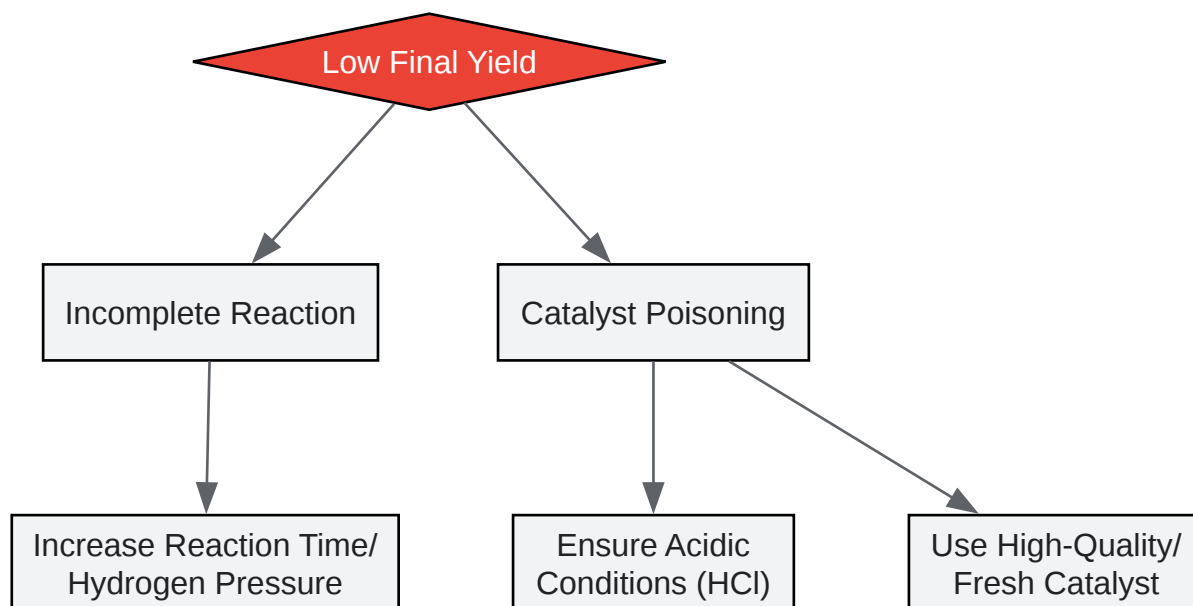 Low Final Yield
Incomplete Reaction
Catalyst Poisoning
Increase Reaction Time/
Hydrogen Pressure
Ensure Acidic
Conditions (HCl)
Use High-Quality/
Fresh Catalyst